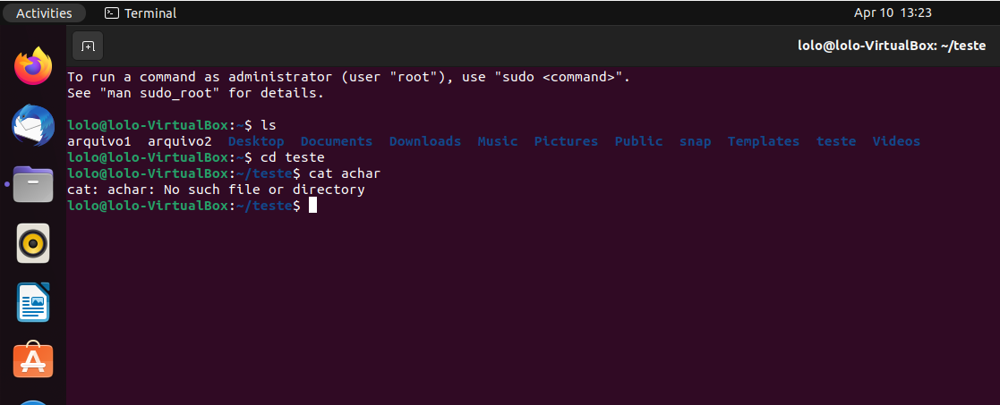 Activities Terminal Apr 10 13:23
lolo@lolo-VirtualBox: ~/teste
To run a command as administrator (user "root"), use "sudo <command>".
See "man sudo_root" for details.
lolo@lolo-VirtualBox:~$ ls
arquivo1 arquivo2 Desktop Documents Downloads Music Pictures Public snap Templates teste Videos
lolo@lolo-VirtualBox:~$ cd teste
lolo@lolo-VirtualBox:~/teste$ cat achar
cat: achar: No such file or directory
lolo@lolo-VirtualBox:~/teste$